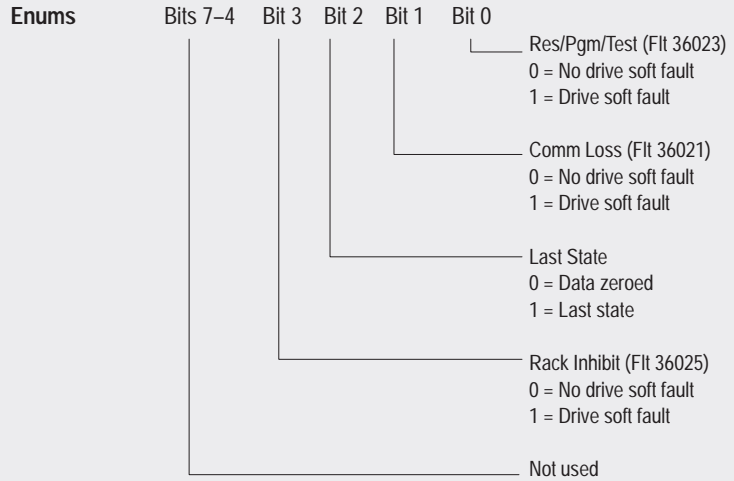 Enums Bits 7–4 Bit 3 Bit 2 Bit 1 Bit 0
Res/Pgm/Test (Flt 36023)
0 = No drive soft fault
1 = Drive soft fault
Comm Loss (Flt 36021)
0 = No drive soft fault
1 = Drive soft fault
Last State
0 = Data zeroed
1 = Last state
Rack Inhibit (Flt 36025)
0 = No drive soft fault
1 = Drive soft fault
Not used